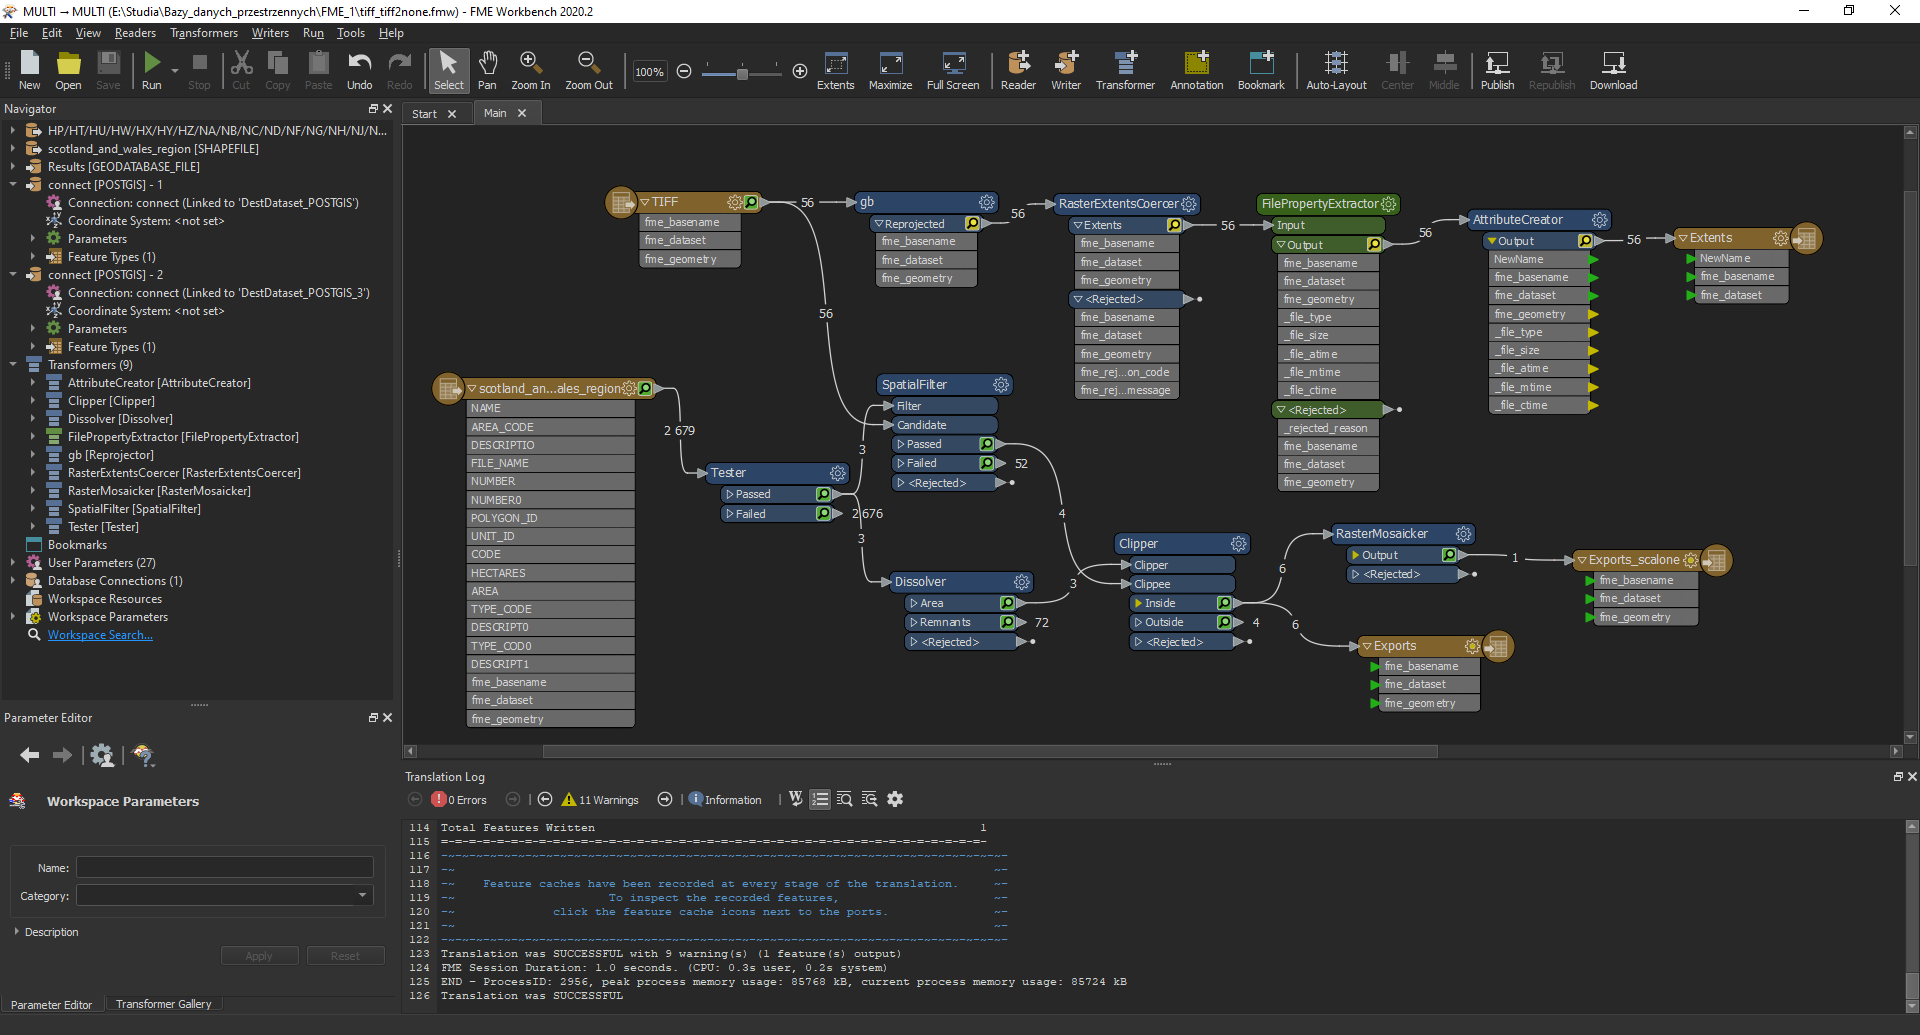 MULTI → MULTI (E:\Studia\Bazy_danych_przestrzennych\FME_1\tiff_tiff2none.fmw) - FME Workbench 2020.2
File Edit View Readers Transformers Writers Run Tools Help
New Open Save Run Stop Cut Copy Paste Undo Redo Select Pan Zoom In Zoom Out 100% Extents Maximize Full Screen Reader Writer Transformer Annotation Bookmark Auto-Layout Center Middle Publish Republish Download
Navigator
HP/HT/HU/HW/HX/HY/HZ/NA/NB/NC/ND/NF/NG/NH/NJ/N...
scotland_and_wales_region [SHAPEFILE]
Results [GEODATABASE_FILE]
connect [POSTGIS] - 1
Connection: connect (Linked to 'DestDataset_POSTGIS')
Coordinate System: <not set>
Parameters
Feature Types (1)
connect [POSTGIS] - 2
Connection: connect (Linked to 'DestDataset_POSTGIS_3')
Coordinate System: <not set>
Parameters
Feature Types (1)
Transformers (9)
AttributeCreator [AttributeCreator]
Clipper [Clipper]
Dissolver [Dissolver]
FilePropertyExtractor [FilePropertyExtractor]
gb [Reprojector]
RasterExtentsCoercer [RasterExtentsCoercer]
RasterMosaicker [RasterMosaicker]
SpatialFilter [SpatialFilter]
Tester [Tester]
Bookmarks
User Parameters (27)
Database Connections (1)
Workspace Resources
Workspace Parameters
Workspace Search...
Parameter Editor
Workspace Parameters
Name:
Category:
Description
Apply Reset
Parameter Editor Transformer Gallery
Start Main
TIFF
fme_basename
fme_dataset
fme_geometry
56
gb
Reprojected
fme_basename
fme_dataset
fme_geometry
56
RasterExtentsCoercer
Extents
fme_basename
fme_dataset
fme_geometry
<Rejected>
fme_basename
fme_dataset
fme_geometry
fme_rej...on_code
fme_rej...message
56
FilePropertyExtractor
Input
Output
fme_basename
fme_dataset
fme_geometry
_file_type
_file_size
_file_atime
_file_mtime
_file_ctime
<Rejected>
_rejected_reason
fme_basename
fme_dataset
fme_geometry
56
AttributeCreator
Output
NewName
fme_basename
fme_dataset
fme_geometry
_file_type
_file_size
_file_atime
_file_mtime
_file_ctime
56
Extents
NewName
fme_basename
fme_dataset
56
scotland_an...ales_region
NAME
AREA_CODE
DESCRIPTIO
FILE_NAME
NUMBER
NUMBER0
POLYGON_ID
UNIT_ID
CODE
HECTARES
AREA
TYPE_CODE
DESCRIPT0
TYPE_COD0
DESCRIPT1
fme_basename
fme_dataset
fme_geometry
2 679
Tester
Passed
Failed
2 676
3
3
SpatialFilter
Filter
Candidate
Passed
Failed
52
<Rejected>
4
Dissolver
Area
Remnants
72
<Rejected>
3
Clipper
Clipper
Clippee
Inside
Outside
4
<Rejected>
6
6
RasterMosaicker
Output
<Rejected>
1
Exports_scalone
fme_basename
fme_dataset
fme_geometry
Exports
fme_basename
fme_dataset
fme_geometry
Translation Log
0 Errors 11 Warnings Information
114 Total Features Written 1
115 =-=-=-=-=-=-=-=-=-=-=-=-=-=-=-=-=-=-=-=-=-=-=-=-=-=-=-=-=-=-=-=-=-=-=-=-=-=-=-
116 -~-~-~-~-~-~-~-~-~-~-~-~-~-~-~-~-~-~-~-~-~-~-~-~-~-~-~-~-~-~-~-~-~-~-~-~-~-~-~-~-
117 -~ ~-
118 -~ Feature caches have been recorded at every stage of the translation. ~-
119 -~ To inspect the recorded features, ~-
120 -~ click the feature cache icons next to the ports. ~-
121 -~ ~-
122 -~-~-~-~-~-~-~-~-~-~-~-~-~-~-~-~-~-~-~-~-~-~-~-~-~-~-~-~-~-~-~-~-~-~-~-~-~-~-~-~-
123 Translation was SUCCESSFUL with 9 warning(s) (1 feature(s) output)
124 FME Session Duration: 1.0 seconds. (CPU: 0.3s user, 0.2s system)
125 END - ProcessID: 2956, peak process memory usage: 85768 kB, current process memory usage: 85724 kB
126 Translation was SUCCESSFUL